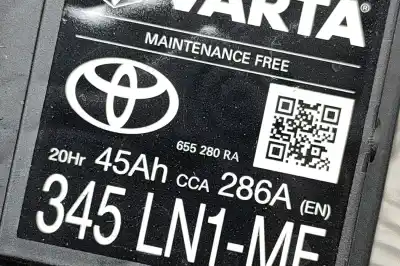 VARTA®
MAINTENANCE FREE
655 280 RA
20Hr 45Ah CCA 286A (EN)
345 LN1-MF